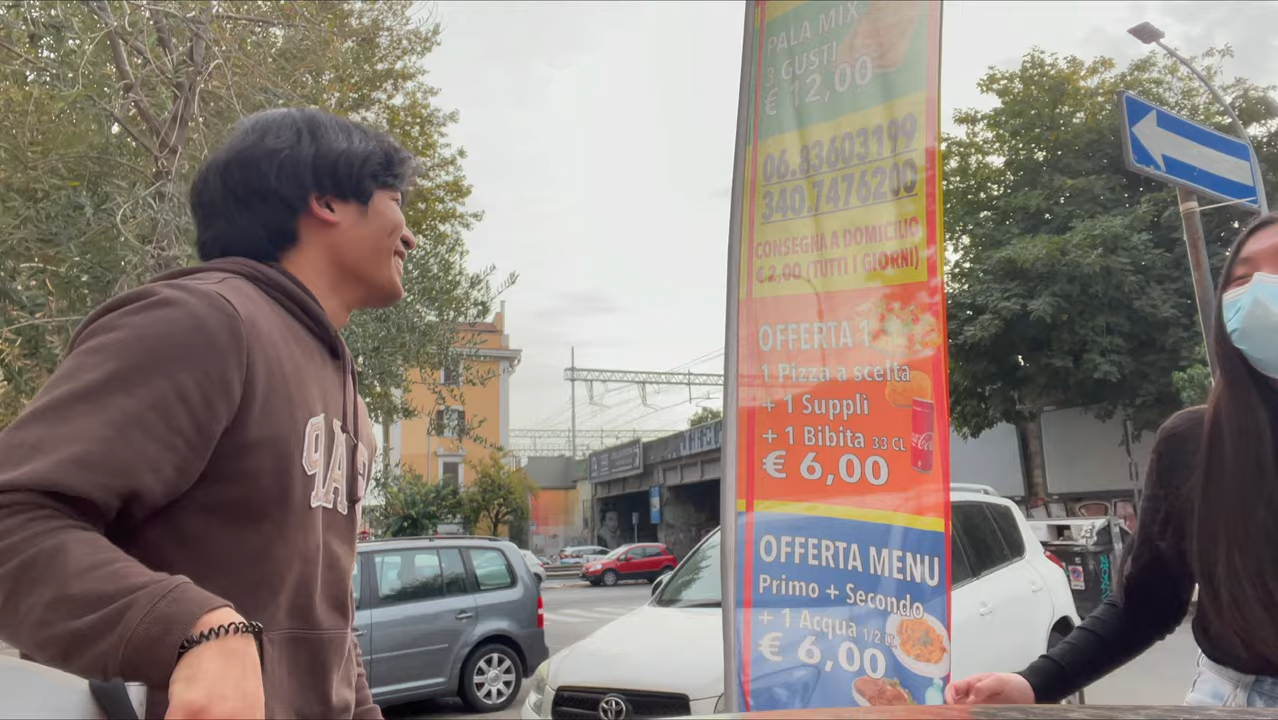 PALA MIX
3 GUSTI
€ 12,00
06.83603199
340.7476200
CONSEGNA A DOMICILIO
€ 2,00 (TUTTI I GIORNI)
OFFERTA 1
1 Pizza a scelta
+ 1 Supplì
+ 1 Bibita 33 CL
€ 6,00
OFFERTA MENU
Primo + Secondo
+ 1 Acqua 1/2
€ 6,00
GAP